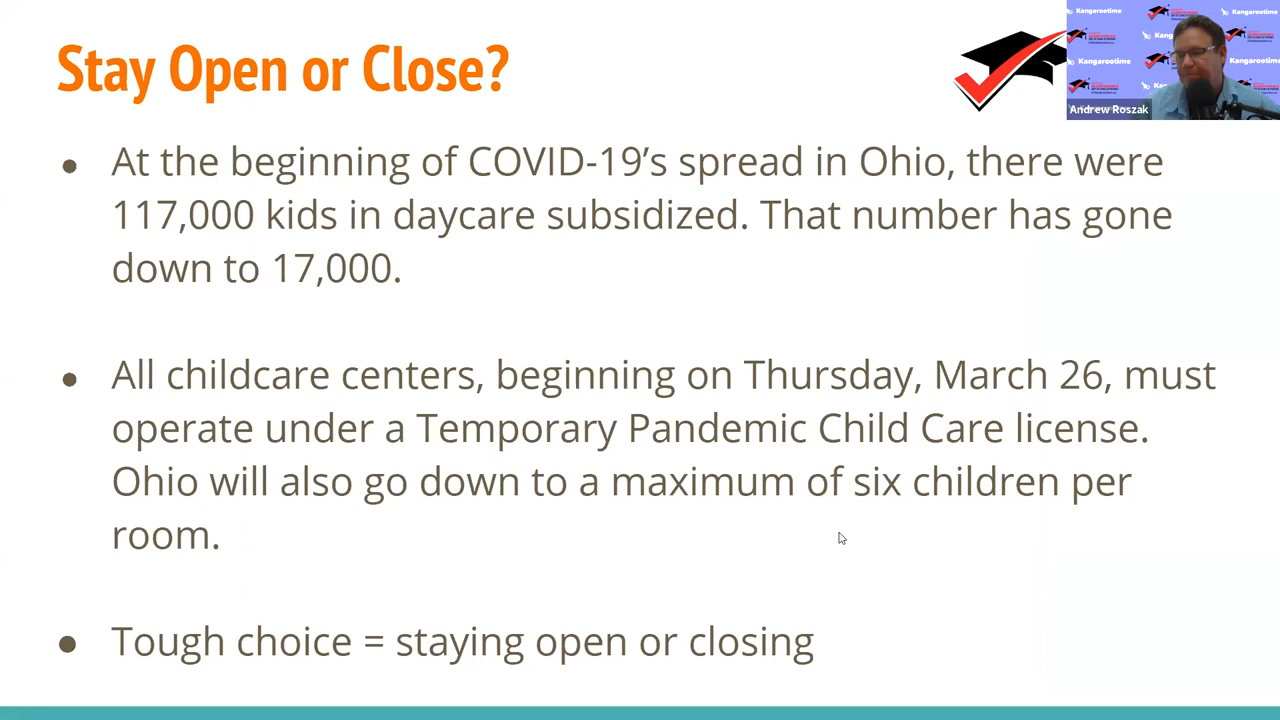 Stay Open or Close?
Kangarootime
Kangarootime
Kangarootime
Andrew Roszak
● At the beginning of COVID-19’s spread in Ohio, there were
117,000 kids in daycare subsidized. That number has gone
down to 17,000.
● All childcare centers, beginning on Thursday, March 26, must
operate under a Temporary Pandemic Child Care license.
Ohio will also go down to a maximum of six children per
room.
● Tough choice = staying open or closing